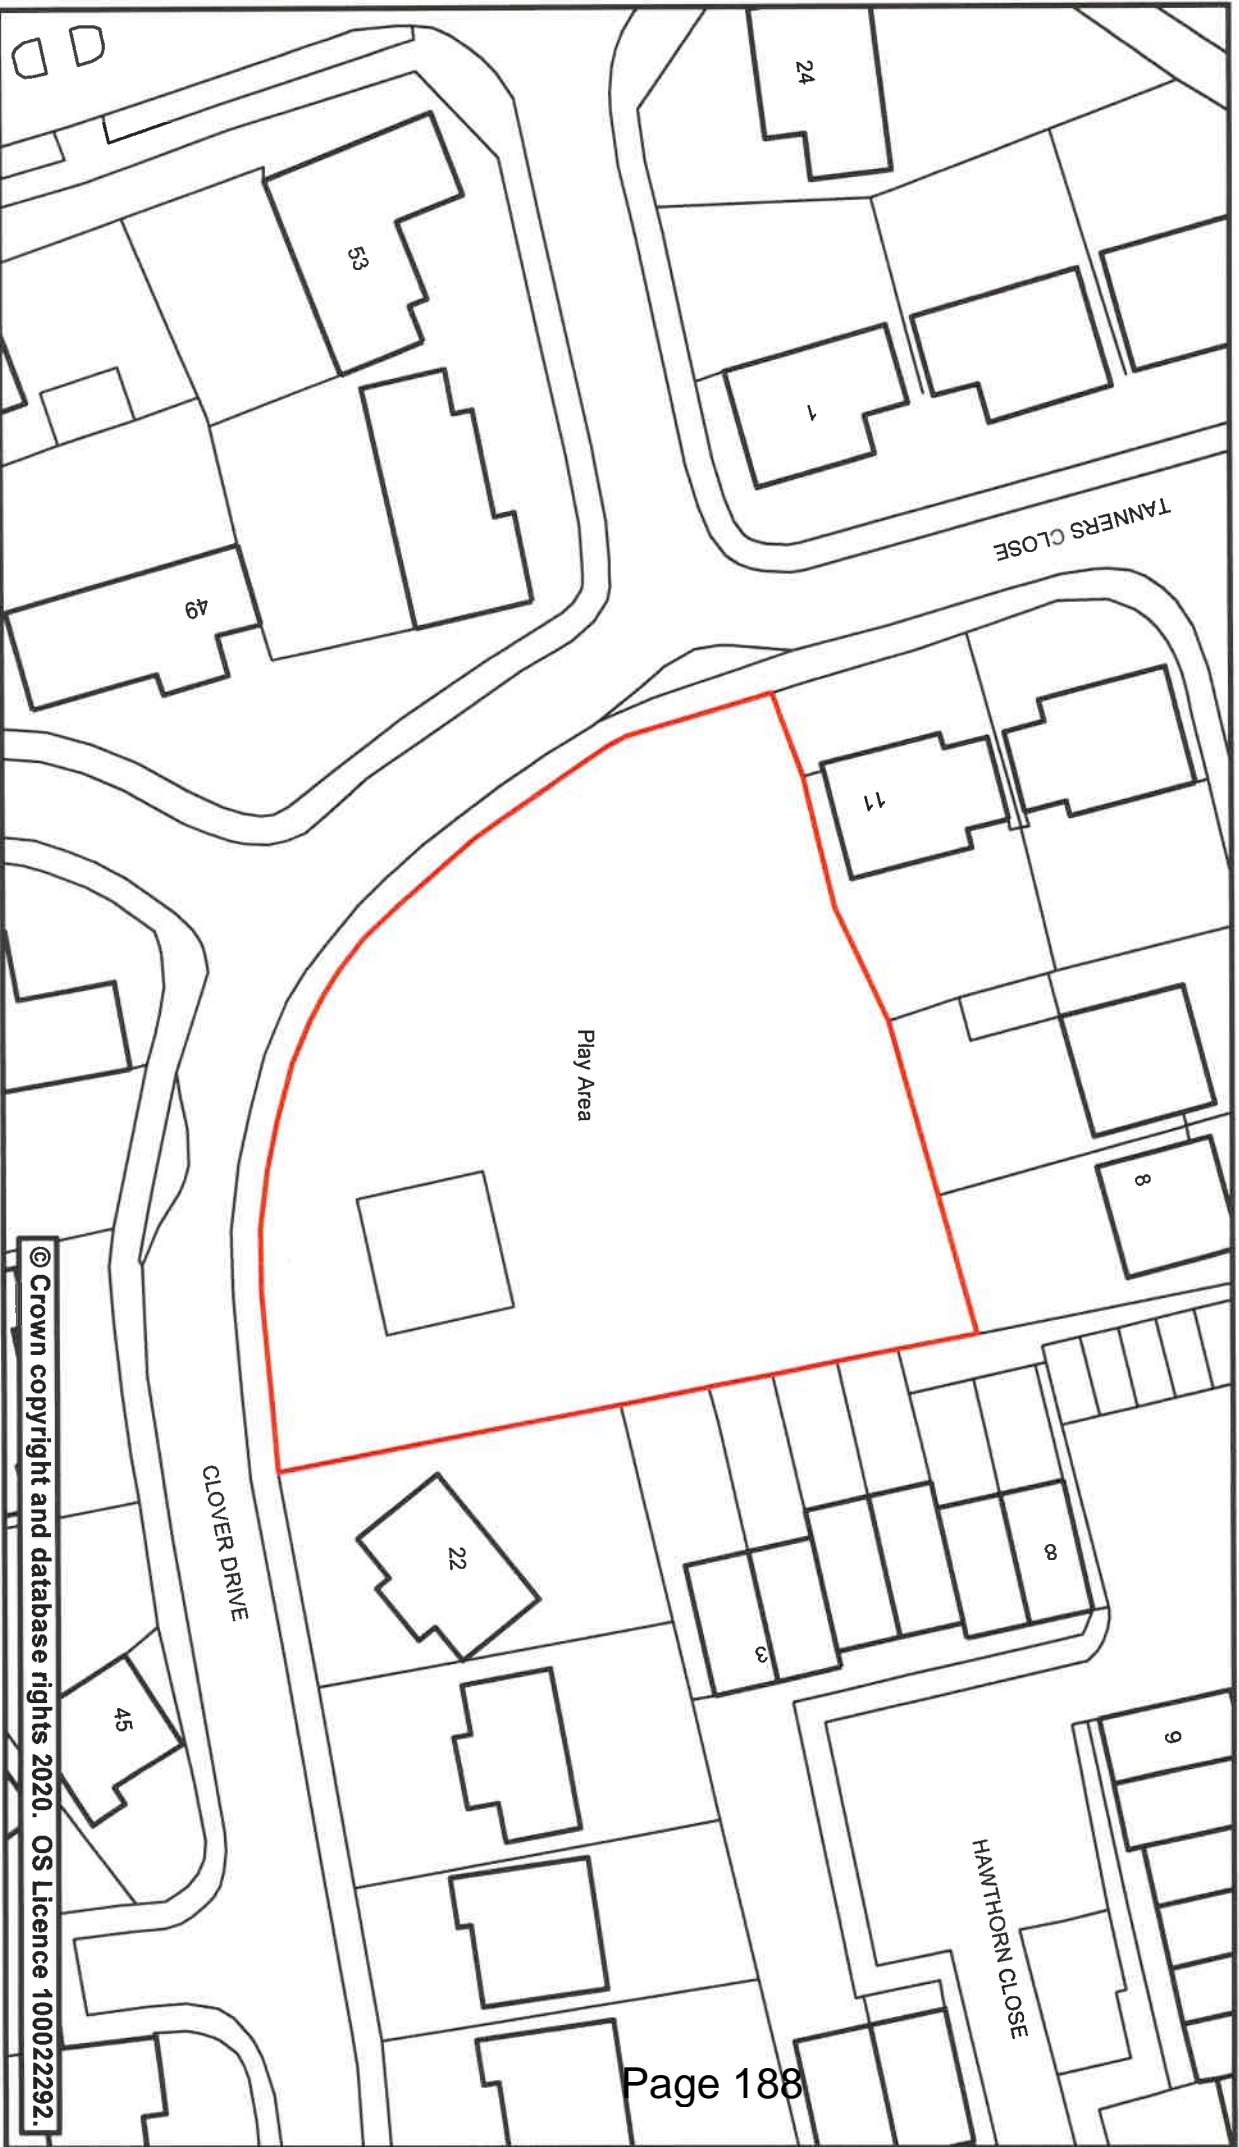 24
53
1
TANNERS CLOSE
49
11
Play Area
8
22
CLOVER DRIVE
8
3
45
9
HAWTHORN CLOSE
© Crown copyright and database rights 2020. OS Licence 100022292.
Page 188